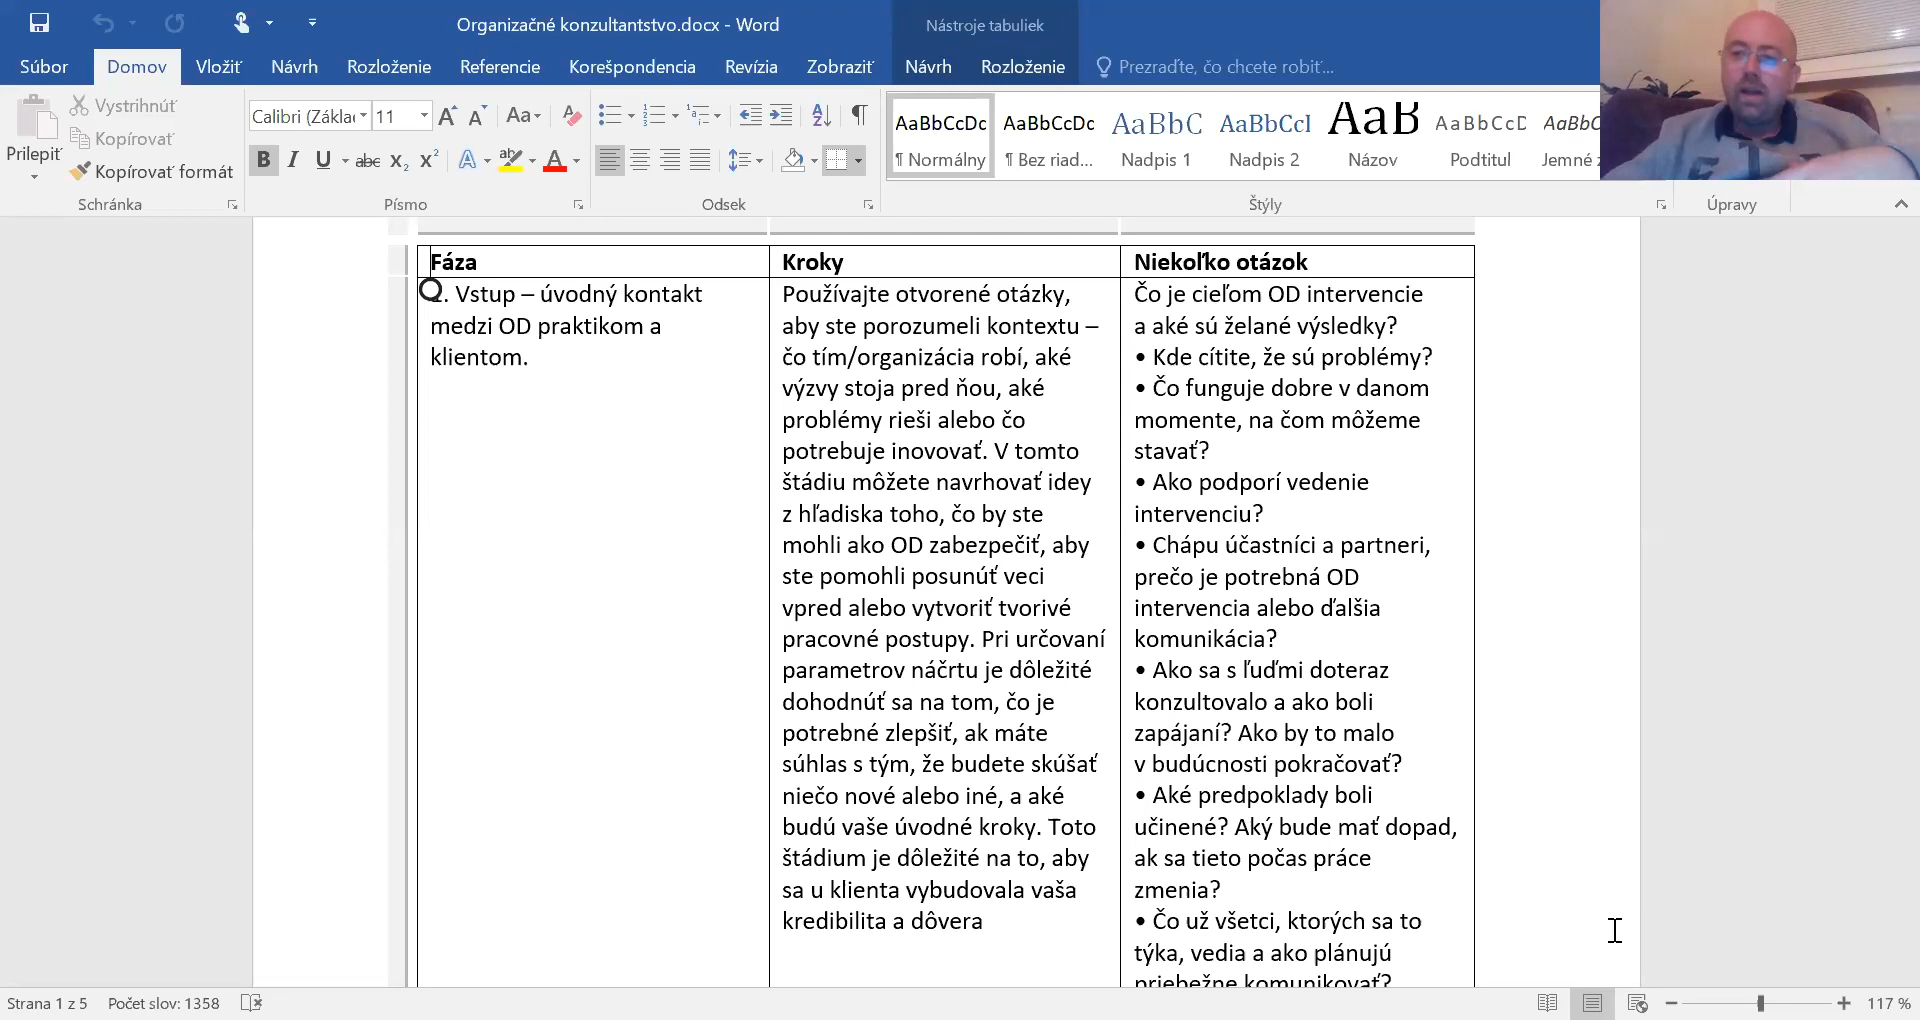 Organizačné konzultantstvo.docx - Word
Nástroje tabuliek
Súbor
Domov
Vložiť
Návrh
Rozloženie
Referencie
Korešpondencia
Revízia
Zobraziť
Návrh
Rozloženie
Prezraďte, čo chcete robiť...
Prilepiť
Vystrihnúť
Kopírovať
Kopírovať formát
Schránka
Calibri (Základ
11
Písmo
Odsek
AaBbCcDc
¶ Normálny
AaBbCcDc
¶ Bez riad...
AaBbC
Nadpis 1
AaBbCcI
Nadpis 2
AaB
Názov
AaBbCcD
Podtitul
AaBbC
Jemné
Štýly
Úpravy
Fáza
. Vstup – úvodný kontakt
medzi OD praktikom a
klientom.
Kroky
Používajte otvorené otázky,
aby ste porozumeli kontextu –
čo tím/organizácia robí, aké
výzvy stoja pred ňou, aké
problémy rieši alebo čo
potrebuje inovovať. V tomto
štádiu môžete navrhovať idey
z hľadiska toho, čo by ste
mohli ako OD zabezpečiť, aby
ste pomohli posunúť veci
vpred alebo vytvoriť tvorivé
pracovné postupy. Pri určovaní
parametrov náčrtu je dôležité
dohodnúť sa na tom, čo je
potrebné zlepšiť, ak máte
súhlas s tým, že budete skúšať
niečo nové alebo iné, a aké
budú vaše úvodné kroky. Toto
štádium je dôležité na to, aby
sa u klienta vybudovala vaša
kredibilita a dôvera
Niekoľko otázok
Čo je cieľom OD intervencie
a aké sú želané výsledky?
• Kde cítite, že sú problémy?
• Čo funguje dobre v danom
momente, na čom môžeme
stavať?
• Ako podporí vedenie
intervenciu?
• Chápu účastníci a partneri,
prečo je potrebná OD
intervencia alebo ďalšia
komunikácia?
• Ako sa s ľuďmi doteraz
konzultovalo a ako boli
zapájaní? Ako by to malo
v budúcnosti pokračovať?
• Aké predpoklady boli
učinené? Aký bude mať dopad,
ak sa tieto počas práce
zmenia?
• Čo už všetci, ktorých sa to
týka, vedia a ako plánujú
priebežne komunikovať?
Strana 1 z 5
Počet slov: 1358
117 %